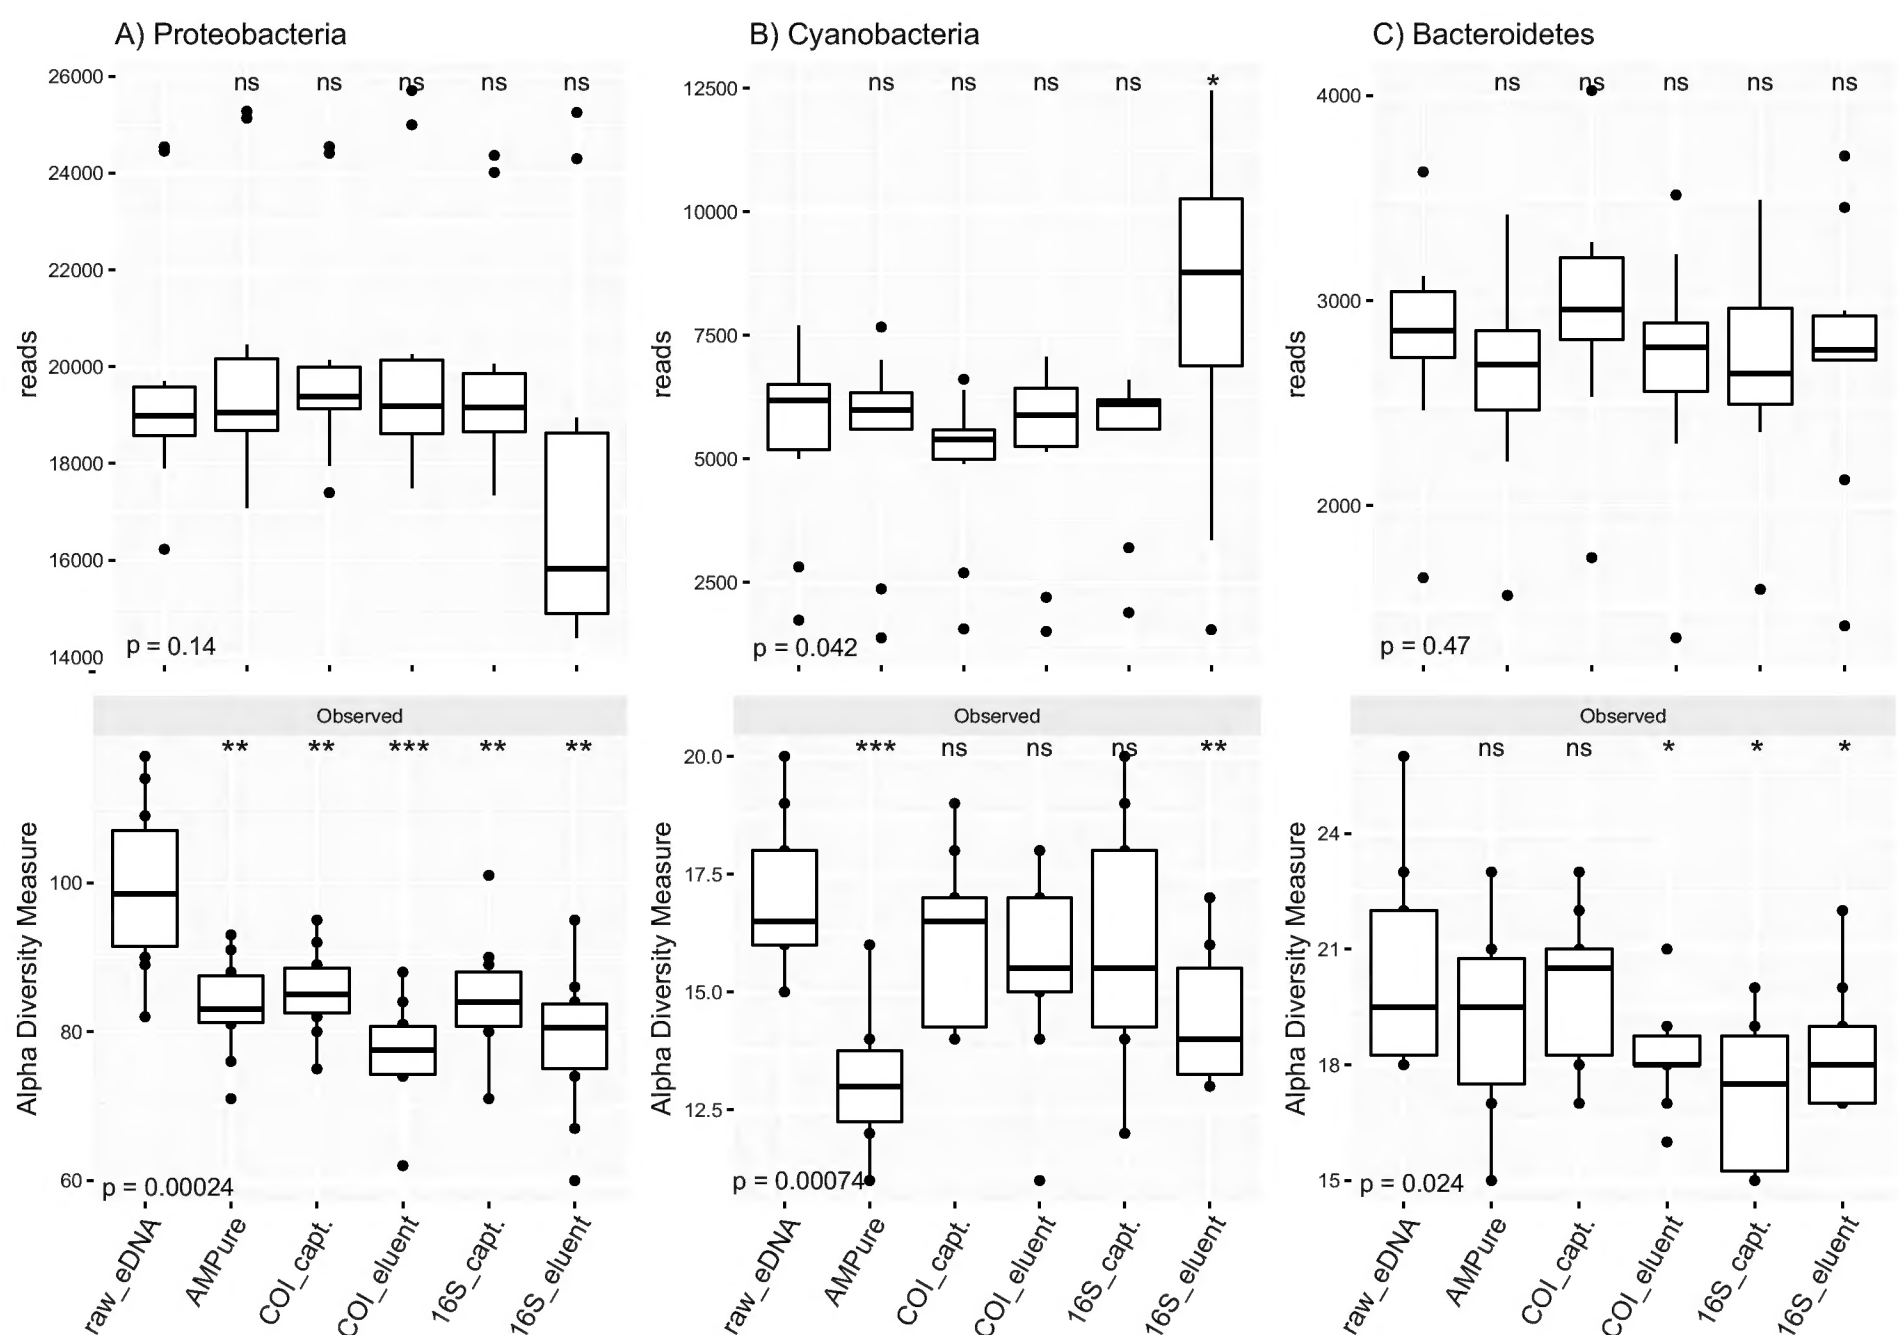 A) Proteobacteria
B) Cyanobacteria
C) Bacteroidetes
ns ns ns ns ns
ns ns ns ns *
ns ns ns ns ns
26000
24000
22000
20000
18000
16000
14000
reads
p = 0.14
12500
10000
7500
5000
2500
reads
p = 0.042
4000
3000
2000
reads
p = 0.47
Observed
Observed
Observed
** ** *** ** **
*** ns ns ns **
ns ns * * *
100
80
60
Alpha Diversity Measure
p = 0.00024
20.0
17.5
15.0
12.5
Alpha Diversity Measure
p = 0.00074
24
21
18
15
Alpha Diversity Measure
p = 0.024
raw_eDNA
AMPure
COI_capt.
COI_eluent
16S_capt.
16S_eluent
raw_eDNA
AMPure
COI_capt.
COI_eluent
16S_capt.
16S_eluent
raw_eDNA
AMPure
COI_capt.
COI_eluent
16S_capt.
16S_eluent